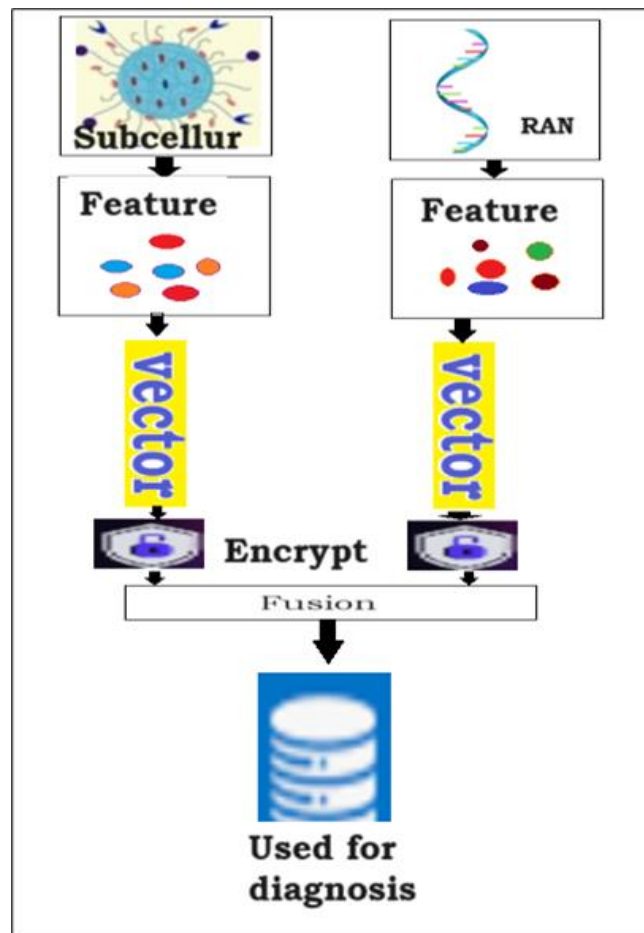 Subcellur
RAN
Feature
Feature
vector
vector
Encrypt
Fusion
Used for
diagnosis